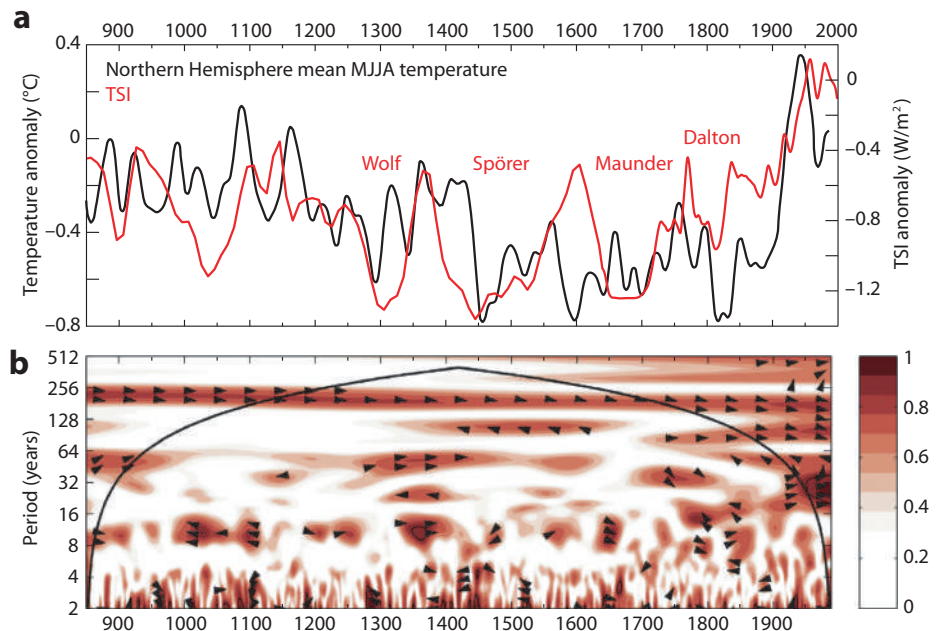 a
900 1000 1100 1200 1300 1400 1500 1600 1700 1800 1900 2000
0.4
0
−0.4
−0.8
Temperature anomaly (°C)
Northern Hemisphere mean MJJA temperature
TSI
Wolf
Spörer
Maunder
Dalton
0
−0.4
−0.8
−1.2
TSI anomaly (W/m²)
b
512
256
128
64
32
16
8
4
2
Period (years)
900 1000 1100 1200 1300 1400 1500 1600 1700 1800 1900
1
0.8
0.6
0.4
0.2
0